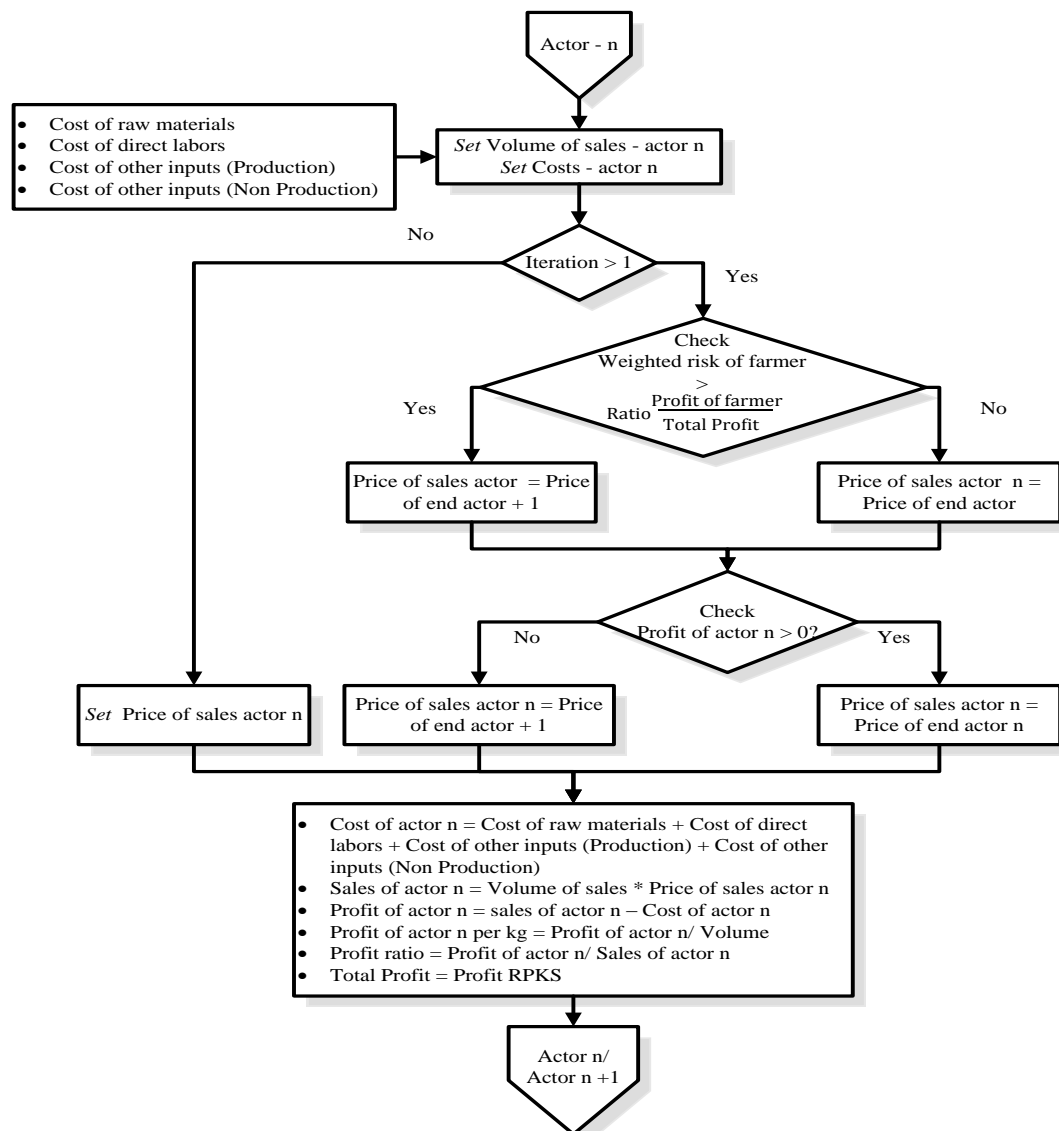 Actor - n
• Cost of raw materials
• Cost of direct labors
• Cost of other inputs (Production)
• Cost of other inputs (Non Production)
Set Volume of sales - actor n
Set Costs - actor n
No
Iteration > 1
Yes
Check
Weighted risk of farmer
>
Ratio Profit of farmer
Total Profit
Yes
No
Price of sales actor = Price
of end actor + 1
Price of sales actor n =
Price of end actor
Check
Profit of actor n > 0?
No
Yes
Set Price of sales actor n
Price of sales actor n = Price
of end actor + 1
Price of sales actor n =
Price of end actor n
• Cost of actor n = Cost of raw materials + Cost of direct
labors + Cost of other inputs (Production) + Cost of other
inputs (Non Production)
• Sales of actor n = Volume of sales * Price of sales actor n
• Profit of actor n = sales of actor n – Cost of actor n
• Profit of actor n per kg = Profit of actor n/ Volume
• Profit ratio = Profit of actor n/ Sales of actor n
• Total Profit = Profit RPKS
Actor n/
Actor n +1